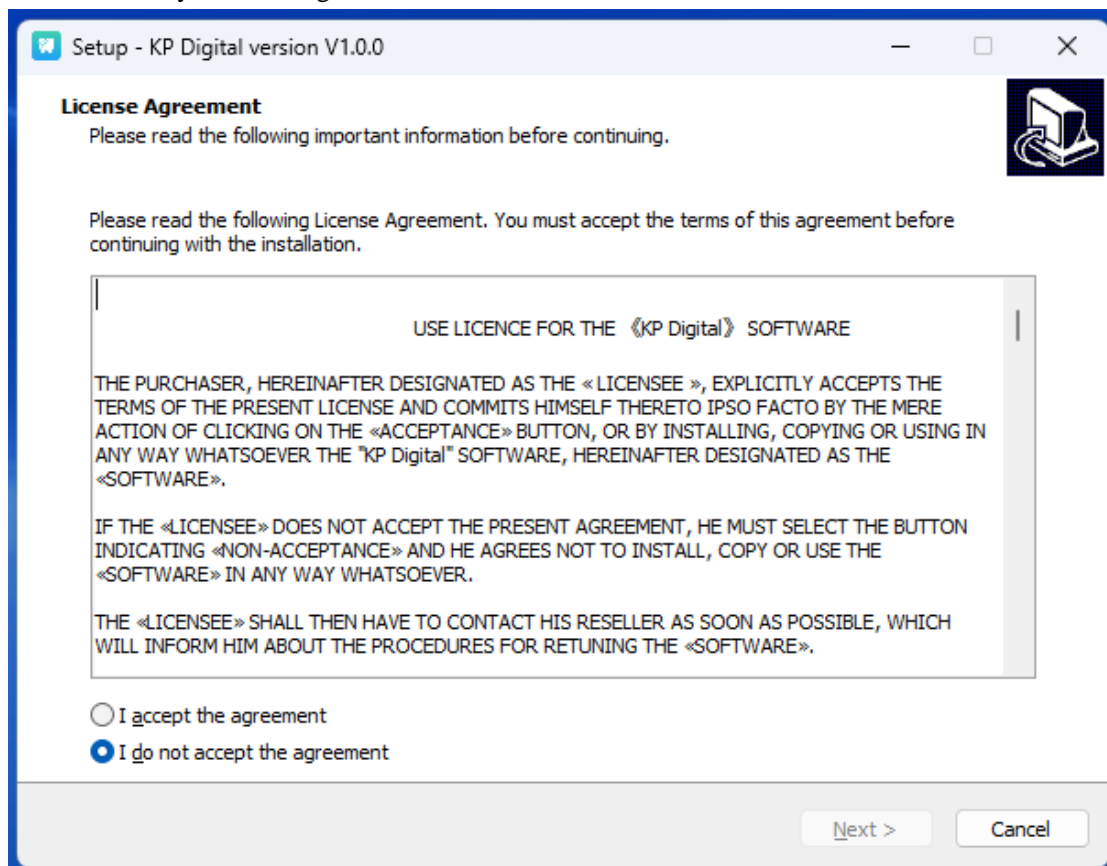 Setup - KP Digital version V1.0.0
License Agreement
Please read the following important information before continuing.
Please read the following License Agreement. You must accept the terms of this agreement before
continuing with the installation.
USE LICENCE FOR THE 《KP Digital》 SOFTWARE
THE PURCHASER, HEREINAFTER DESIGNATED AS THE « LICENSEE », EXPLICITLY ACCEPTS THE
TERMS OF THE PRESENT LICENSE AND COMMITS HIMSELF THERETO IPSO FACTO BY THE MERE
ACTION OF CLICKING ON THE «ACCEPTANCE» BUTTON, OR BY INSTALLING, COPYING OR USING IN
ANY WAY WHATSOEVER THE "KP Digital" SOFTWARE, HEREINAFTER DESIGNATED AS THE
«SOFTWARE».
IF THE «LICENSEE» DOES NOT ACCEPT THE PRESENT AGREEMENT, HE MUST SELECT THE BUTTON
INDICATING «NON-ACCEPTANCE» AND HE AGREES NOT TO INSTALL, COPY OR USE THE
«SOFTWARE» IN ANY WAY WHATSOEVER.
THE «LICENSEE» SHALL THEN HAVE TO CONTACT HIS RESELLER AS SOON AS POSSIBLE, WHICH
WILL INFORM HIM ABOUT THE PROCEDURES FOR RETUNING THE «SOFTWARE».
I accept the agreement
I do not accept the agreement
Next >
Cancel